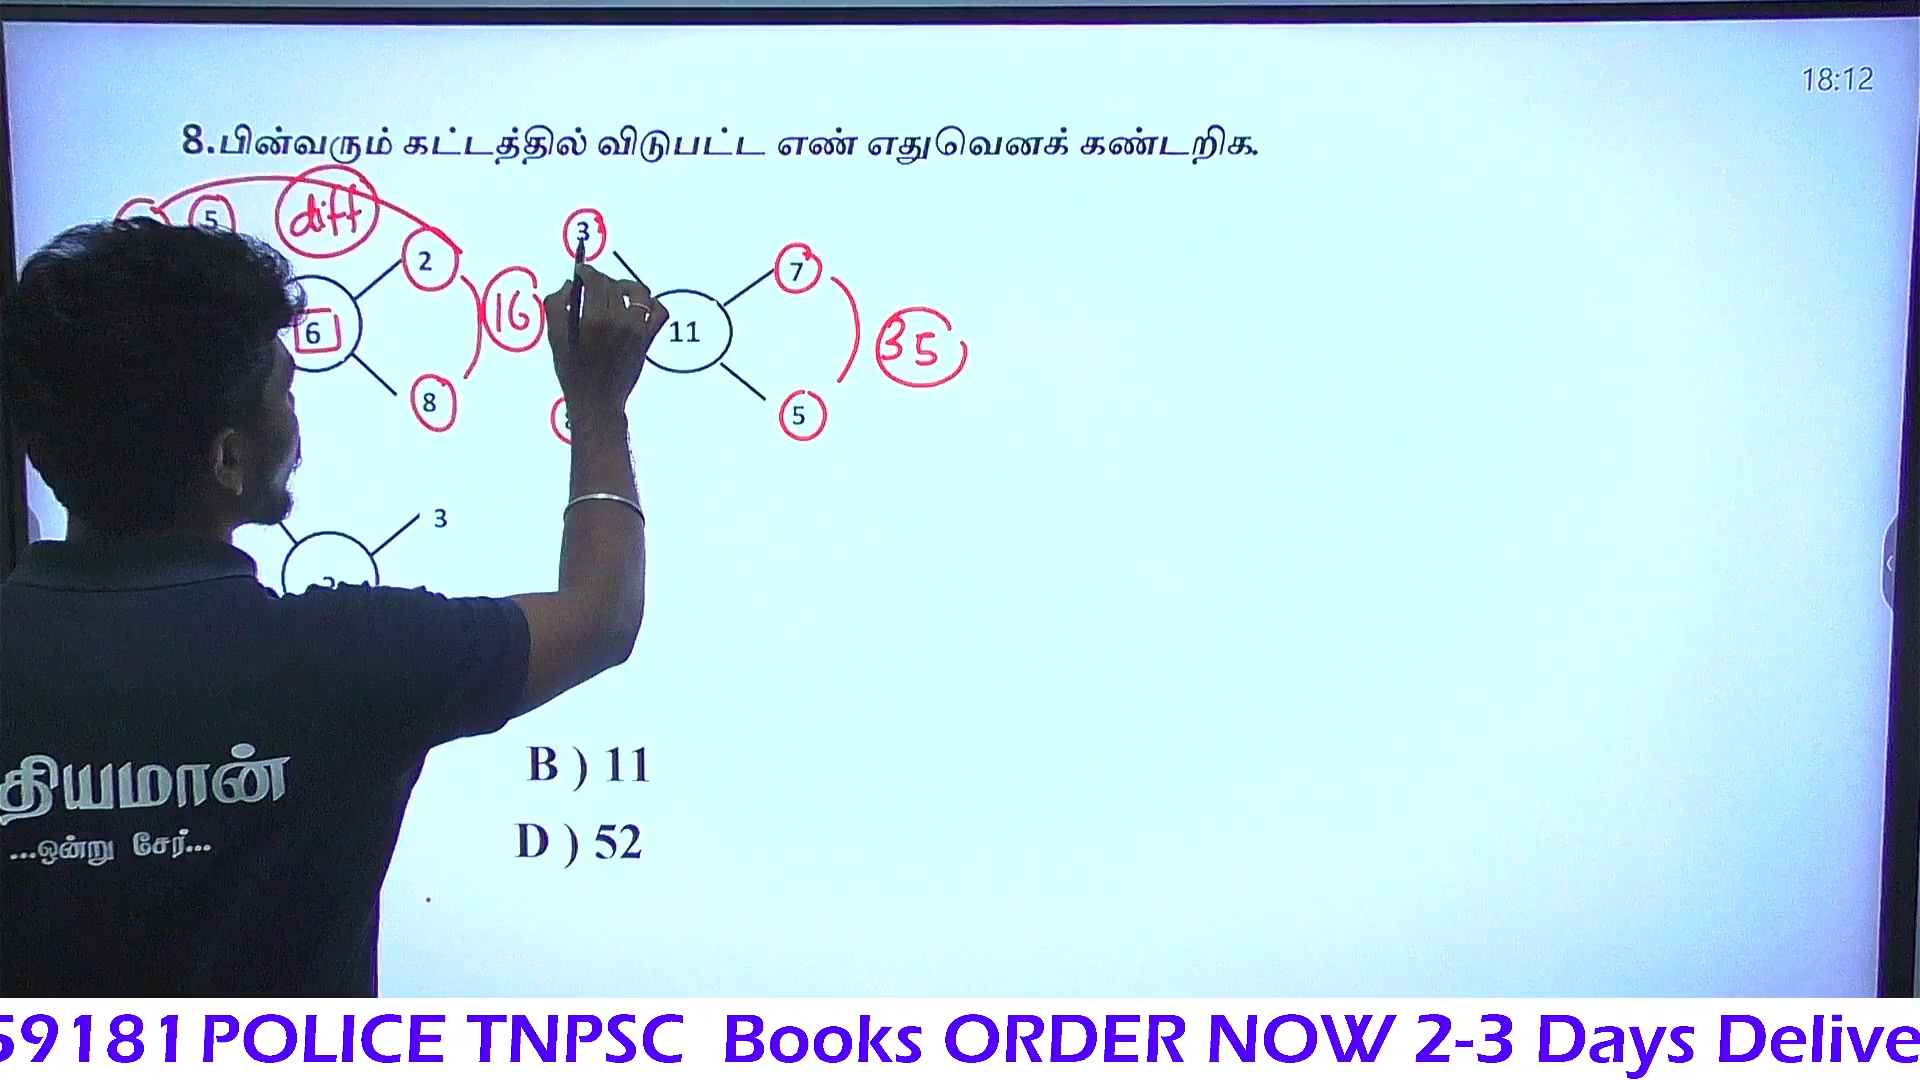 18:12
8.பின்வரும் கட்டத்தில் விடுபட்ட எண் எதுவெனக் கண்டறிக.
5 diff 2 3 7
6 16 11 35
8 5
3
B ) 11
D ) 52
தியமான்
...ஒன்று சேர்...
59181 POLICE TNPSC Books ORDER NOW 2-3 Days Delive